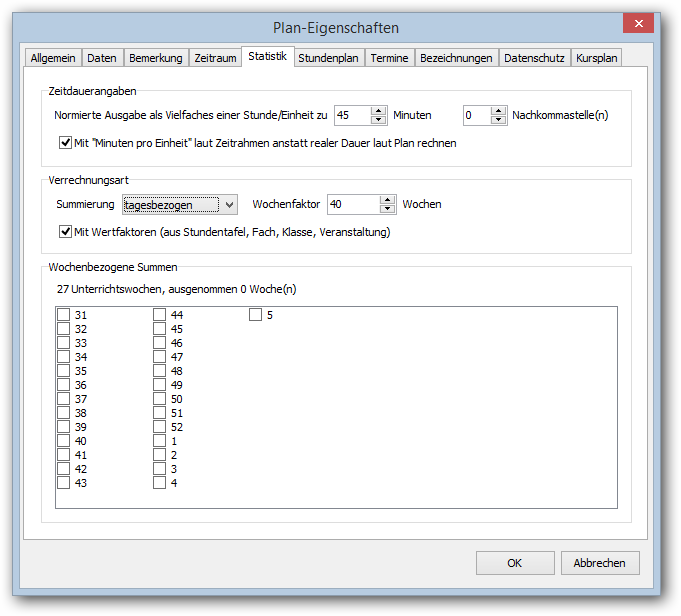 Plan-Eigenschaften
Allgemein Daten Bemerkung Zeitraum Statistik Stundenplan Termine Bezeichnungen Datenschutz Kursplan
Zeitdauerangaben
Normierte Ausgabe als Vielfaches einer Stunde/Einheit zu 45 Minuten 0 Nachkommastelle(n)
Mit "Minuten pro Einheit" laut Zeitrahmen anstatt realer Dauer laut Plan rechnen
Verrechnungsart
Summierung tagesbezogen Wochenfaktor 40 Wochen
Mit Wertfaktoren (aus Stundentafel, Fach, Klasse, Veranstaltung)
Wochenbezogene Summen
27 Unterrichtswochen, ausgenommen 0 Woche(n)
31 44 5
32 45
33 46
34 47
35 48
36 49
37 50
38 51
39 52
40 1
41 2
42 3
43 4
OK Abbrechen